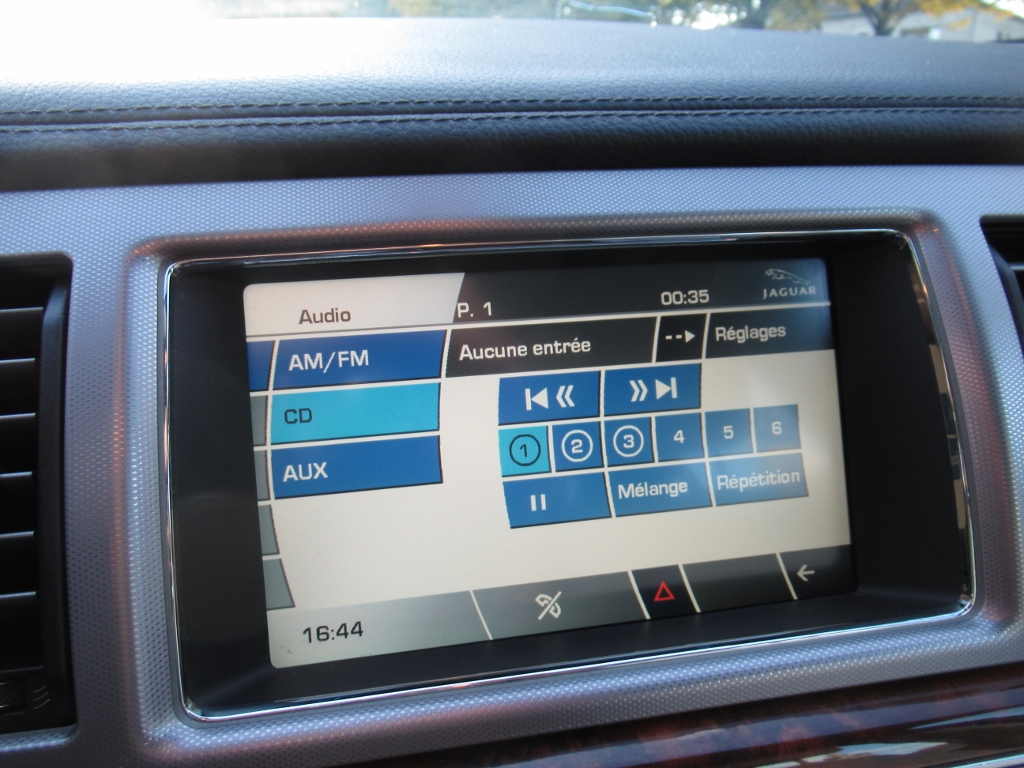 Audio
P. 1
00:35
JAGUAR
AM/FM
Aucune entrée
Réglages
CD
1 2 3 4 5 6
AUX
Mélange
Répétition
16:44